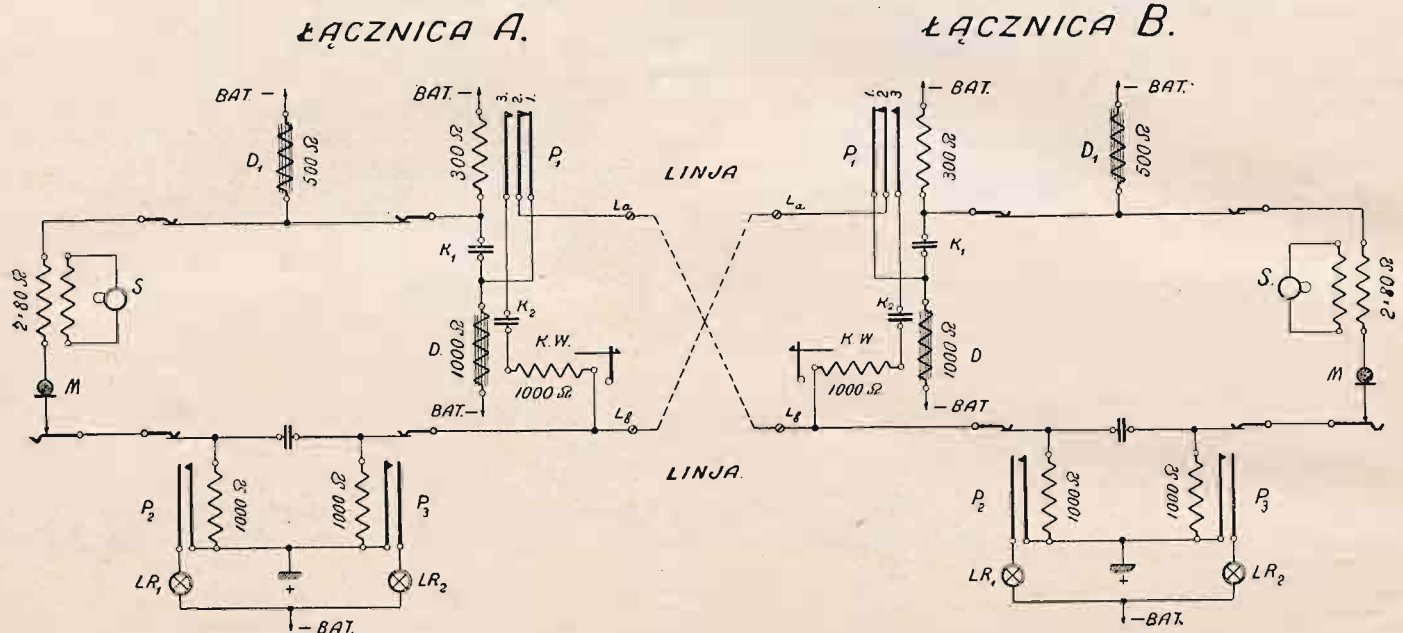 ŁĄCZNICA A.
ŁĄCZNICA B.
BAT. —
BAT. —
3. 2. 1.
D₁
500 Ω
300 Ω
P₁
LINJA
La
K₁
2·80 Ω
S
K₂
D.
1000 Ω
K.W.
1000 Ω
M
BAT.—
Lb
LINJA.
P₂
1000 Ω
1000 Ω
P₃
LR₁
LR₂
+
—BAT.
1. 2 3
— BAT.
BAT.—
P₁
300 Ω
D₁
500 Ω
La
K₁
S.
2·80 Ω
K₂
K.W
1000 Ω
D
1000 Ω
M
—BAT
Lb
P₂
1000 Ω
1000 Ω
P₃
LR₁
LR₂
+
—BAT.